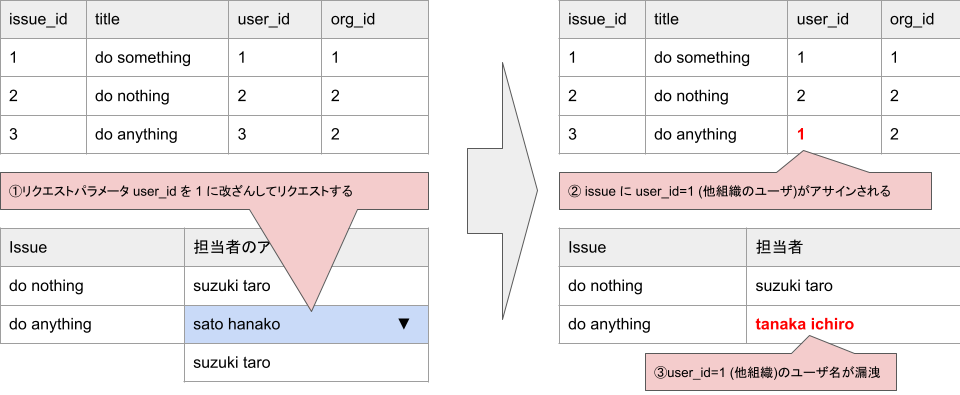 issue_id title user_id org_id
1 do something 1 1
2 do nothing 2 2
3 do anything 3 2
①リクエストパラメータ user_id を 1 に改ざんしてリクエストする
Issue 担当者のア
do nothing suzuki taro
do anything sato hanako ▼
suzuki taro
issue_id title user_id org_id
1 do something 1 1
2 do nothing 2 2
3 do anything 1 2
② issue に user_id=1 (他組織のユーザ)がアサインされる
Issue 担当者
do nothing suzuki taro
do anything tanaka ichiro
③user_id=1 (他組織)のユーザ名が漏洩